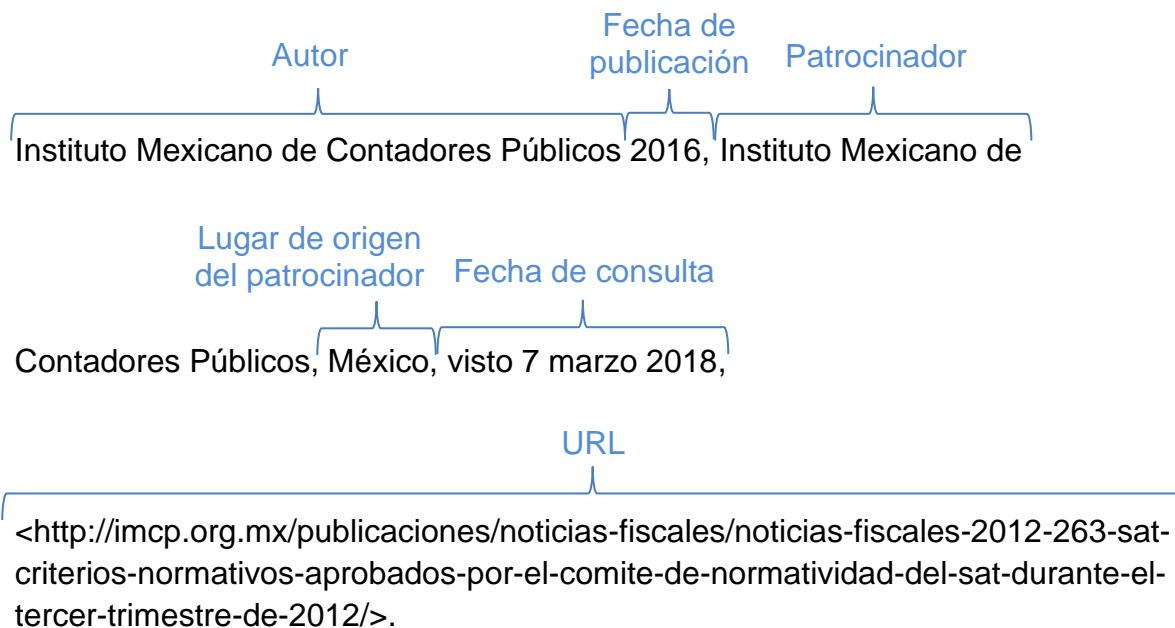 Fecha de
Autor
publicación
Patrocinador
Instituto Mexicano de Contadores Públicos 2016, Instituto Mexicano de
Lugar de origen
del patrocinador
Fecha de consulta
Contadores Públicos, México, visto 7 marzo 2018,
URL
<http://imcp.org.mx/publicaciones/noticias-fiscales/noticias-fiscales-2012-263-sat-
criterios-normativos-aprobados-por-el-comite-de-normatividad-del-sat-durante-el-
tercer-trimestre-de-2012/>.